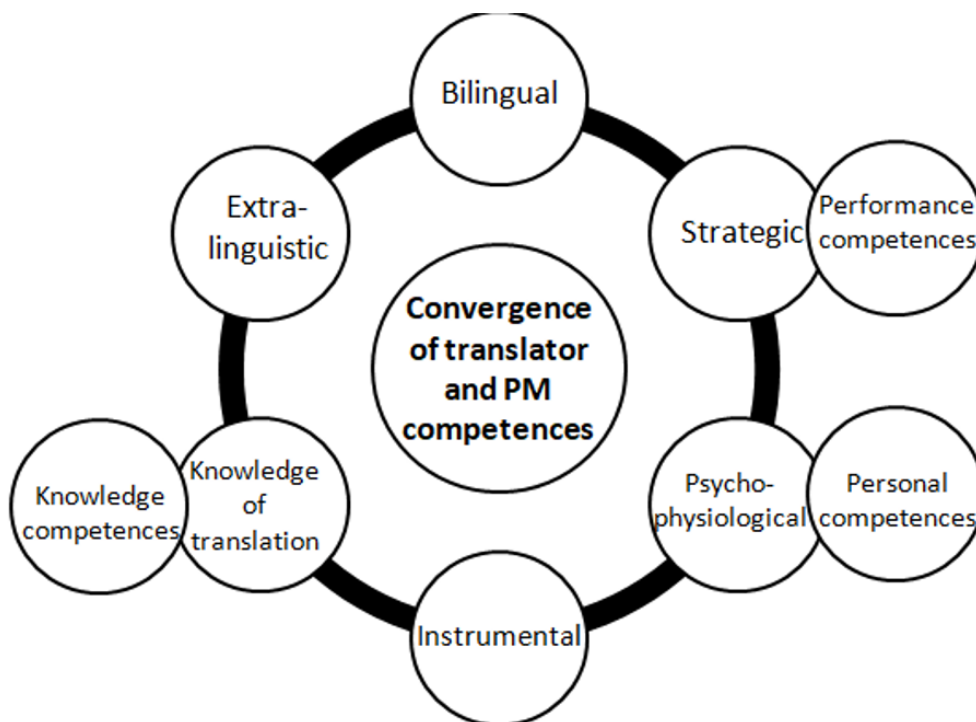 Bilingual
Extra-
linguistic
Strategic
Performance
competences
Convergence
of translator
and PM
competences
Knowledge
competences
Knowledge
of
translation
Psycho-
physiological
Personal
competences
Instrumental